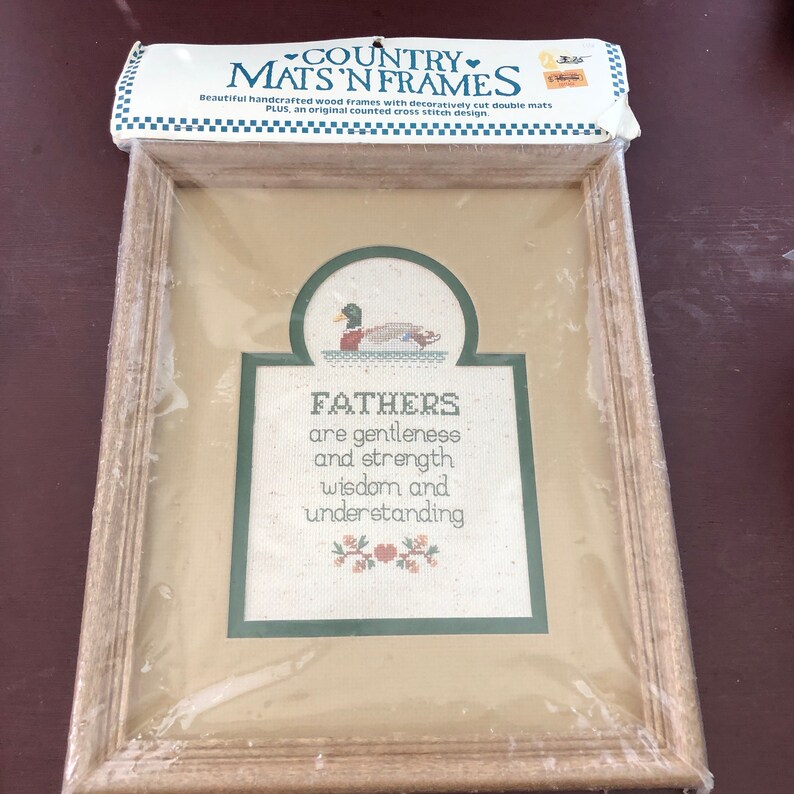 COUNTRY
MATS 'N FRAMES
Beautiful handcrafted wood frames with decoratively cut double mats
PLUS, an original counted cross stitch design.
FATHERS
are gentleness
and strength
wisdom and
understanding